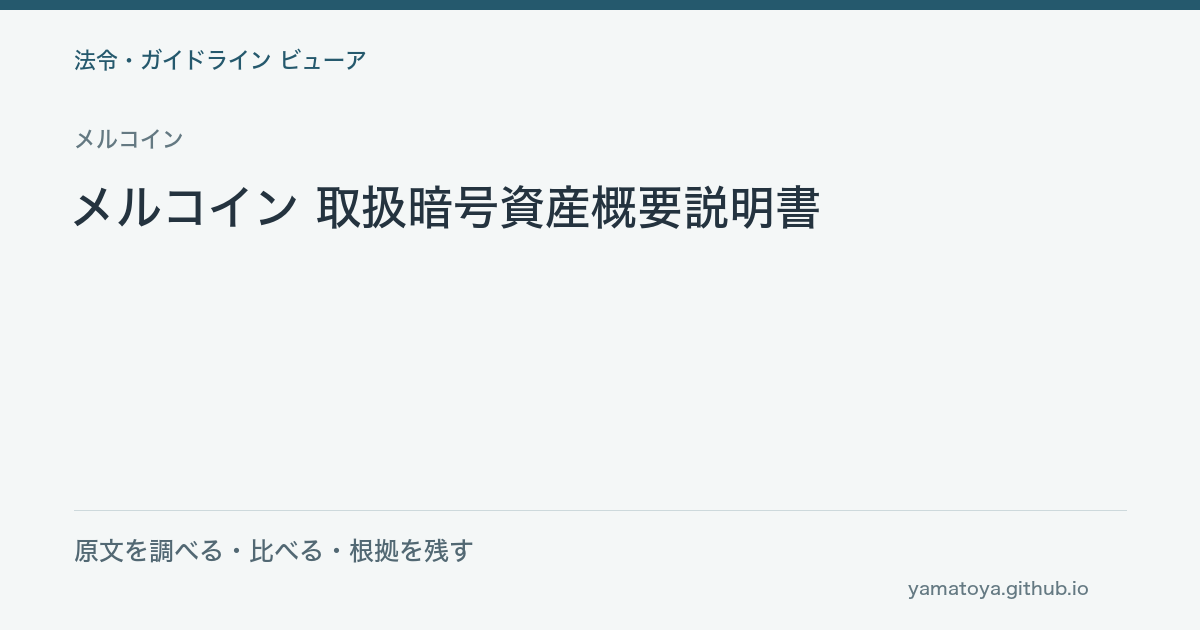 法令・ガイドライン ビューア
メルコイン
メルコイン 取扱暗号資産概要説明書
原文を調べる・比べる・根拠を残す
yamatoya.github.io